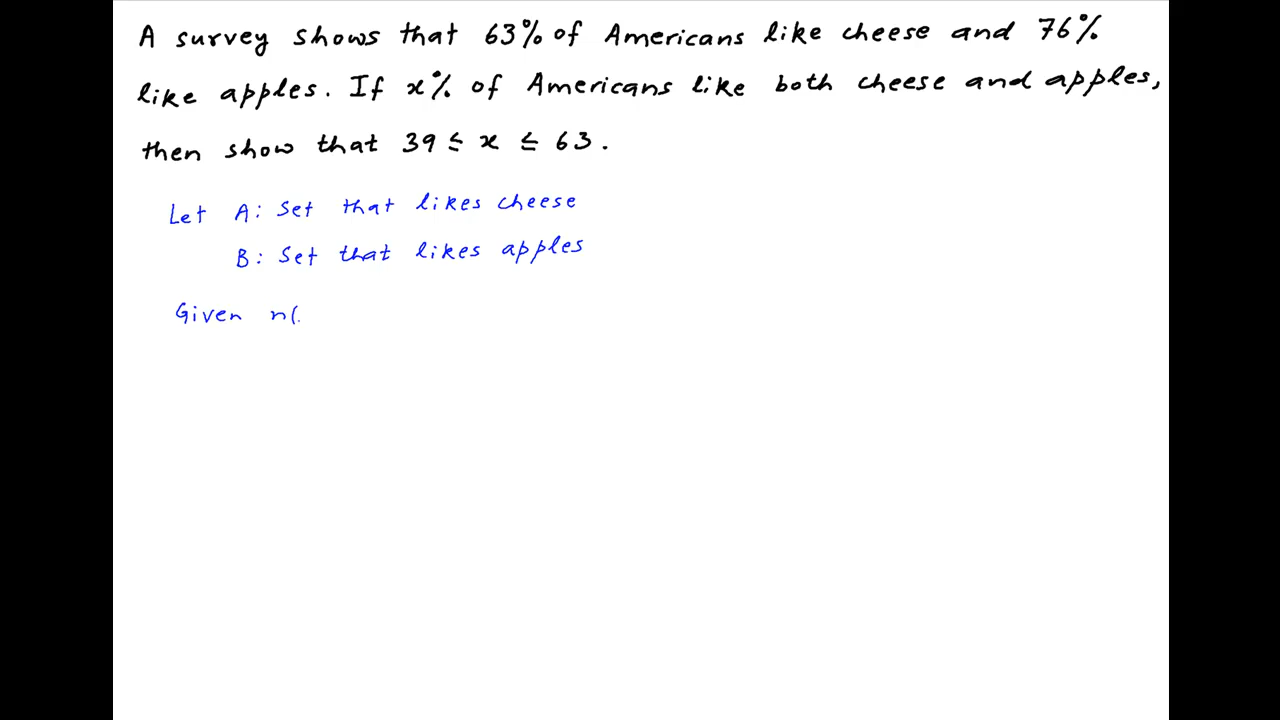 A survey shows that 63% of Americans like cheese and 76%
like apples. If x% of Americans like both cheese and apples,
then show that 39 ≤ x ≤ 63.
Let A: Set that likes cheese
B: Set that likes apples
Given n(